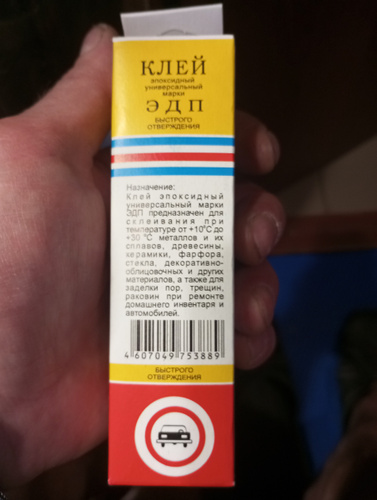 КЛЕЙ
эпоксидный
универсальный
марки
ЭДП
БЫСТРОГО
ОТВЕРЖДЕНИЯ
Назначение:
Клей эпоксидный
универсальный марки
ЭДП предназначен для
склеивания при
температуре от +10°С до
+30 °С металлов и их
сплавов, древесины,
керамики, фарфора,
стекла, декоративно-
облицовочных и других
материалов, а также для
заделки пор, трещин,
раковин при ремонте
домашнего инвентаря и
автомобилей.
4 607049 753889
БЫСТРОГО
ОТВЕРЖДЕНИЯ